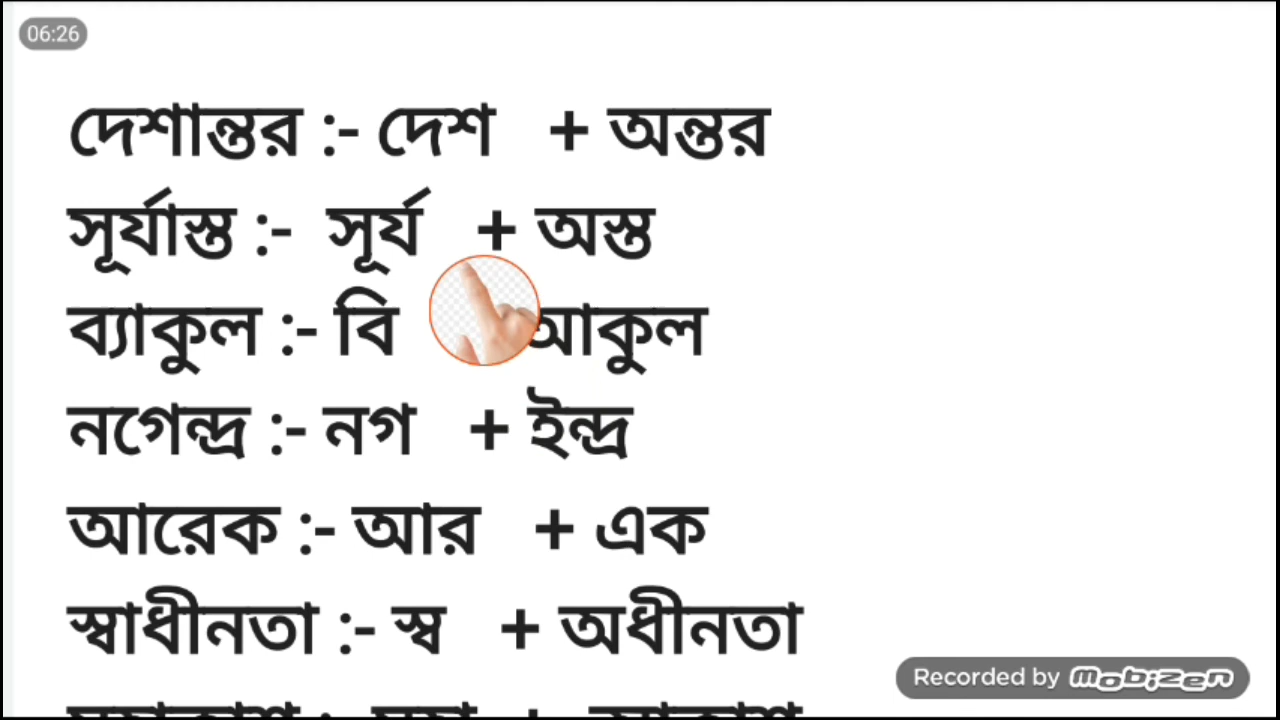 06:26
দেশান্তর :- দেশ + অন্তর
সূর্যাস্ত :- সূর্য + অস্ত
ব্যাকুল :- বি আকুল
নগেন্দ্র :- নগ + ইন্দ্র
আরেক :- আর + এক
স্বাধীনতা :- স্ব + অধীনতা
Recorded by mobizen